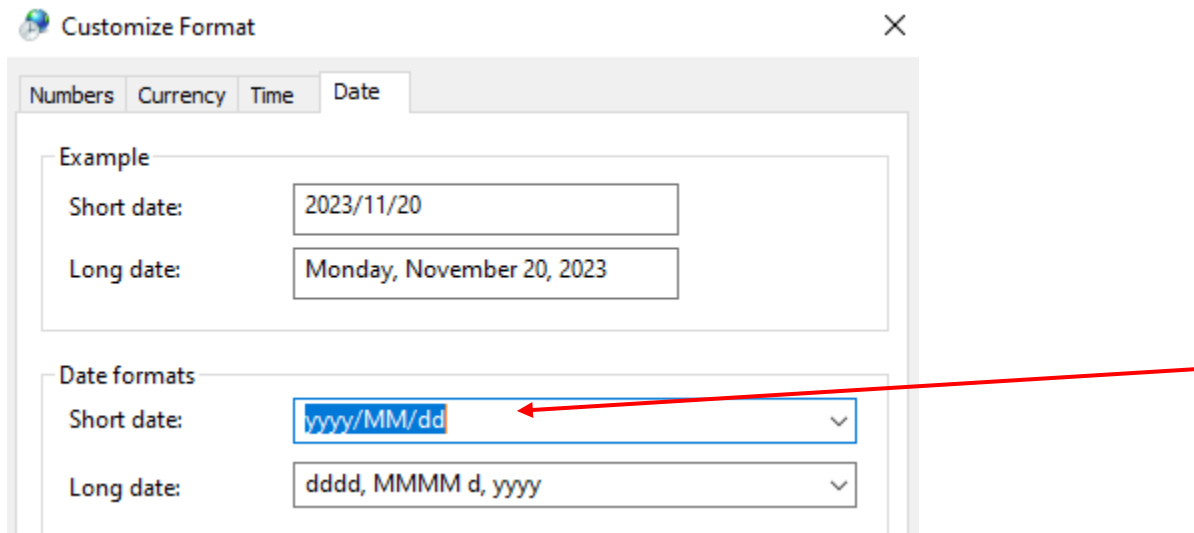 Customize Format
Numbers Currency Time Date
Example
Short date: 2023/11/20
Long date: Monday, November 20, 2023
Date formats
Short date: yyyy/MM/dd
Long date: dddd, MMMM d, yyyy